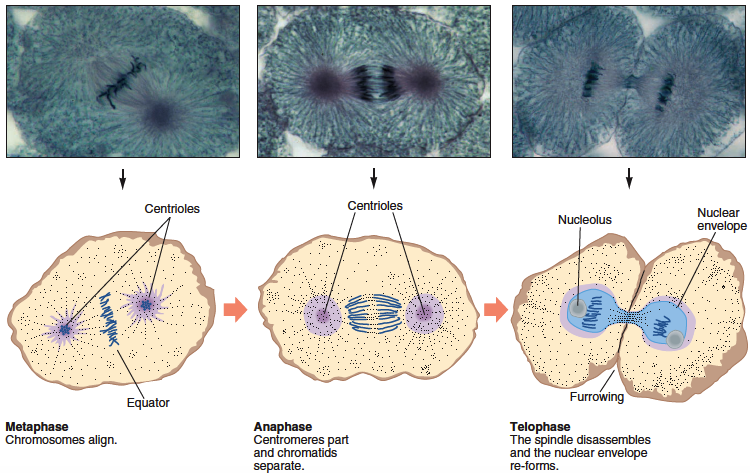 Centrioles
Centrioles
Nucleolus
Nuclear
envelope
Equator
Furrowing
Metaphase
Chromosomes align.
Anaphase
Centromeres part
and chromatids
separate.
Telophase
The spindle disassembles
and the nuclear envelope
re-forms.